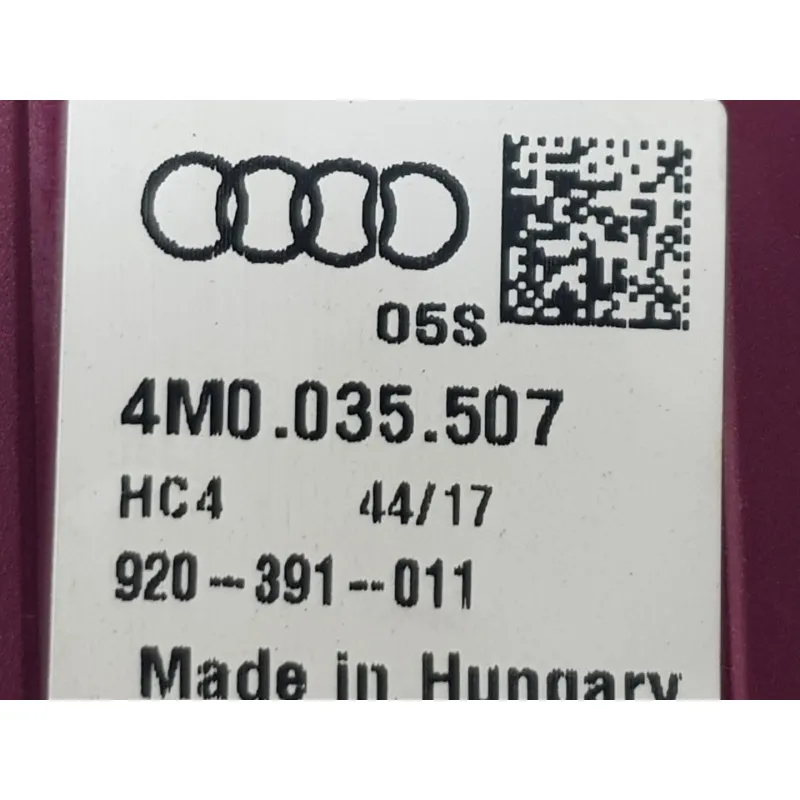 05S
4M0.035.507
HC4 44/17
920-391-011
Made in Hungary